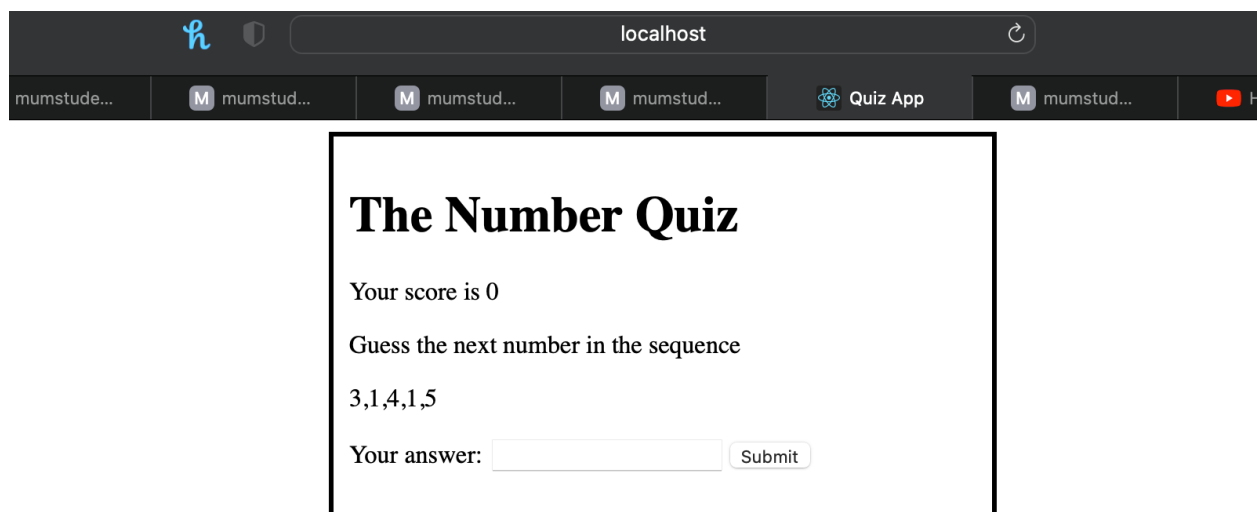 localhost
mumstude...
M mumstud...
M mumstud...
M mumstud...
Quiz App
M mumstud...
H
The Number Quiz
Your score is 0
Guess the next number in the sequence
3,1,4,1,5
Your answer:
Submit